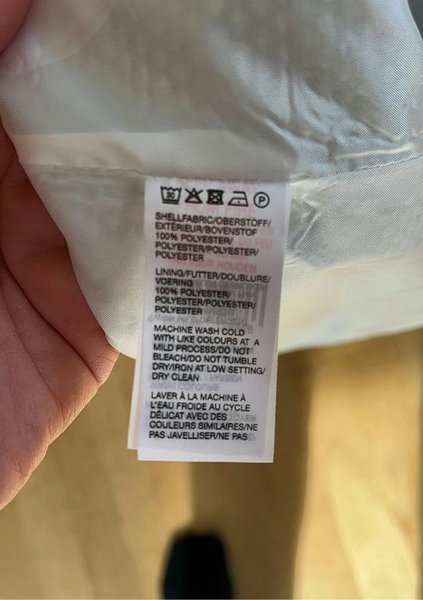 30 P
SHELLFABRIC/OBERSTOFF/
EXTÉRIEUR/BOVENSTOF
100% POLYESTER/
POLYESTER/POLYESTER/
POLYESTER
LINING/FUTTER/DOUBLURE/
VOERING
100% POLYESTER/
POLYESTER/POLYESTER/
POLYESTER
MACHINE WASH COLD
WITH LIKE COLOURS AT A
MILD PROCESS/DO NOT
BLEACH/DO NOT TUMBLE
DRY/IRON AT LOW SETTING/
DRY CLEAN
LAVER À LA MACHINE À
L'EAU FROIDE AU CYCLE
DÉLICAT AVEC DES
COULEURS SIMILAIRES/NE
PAS JAVELLISER/NE PAS